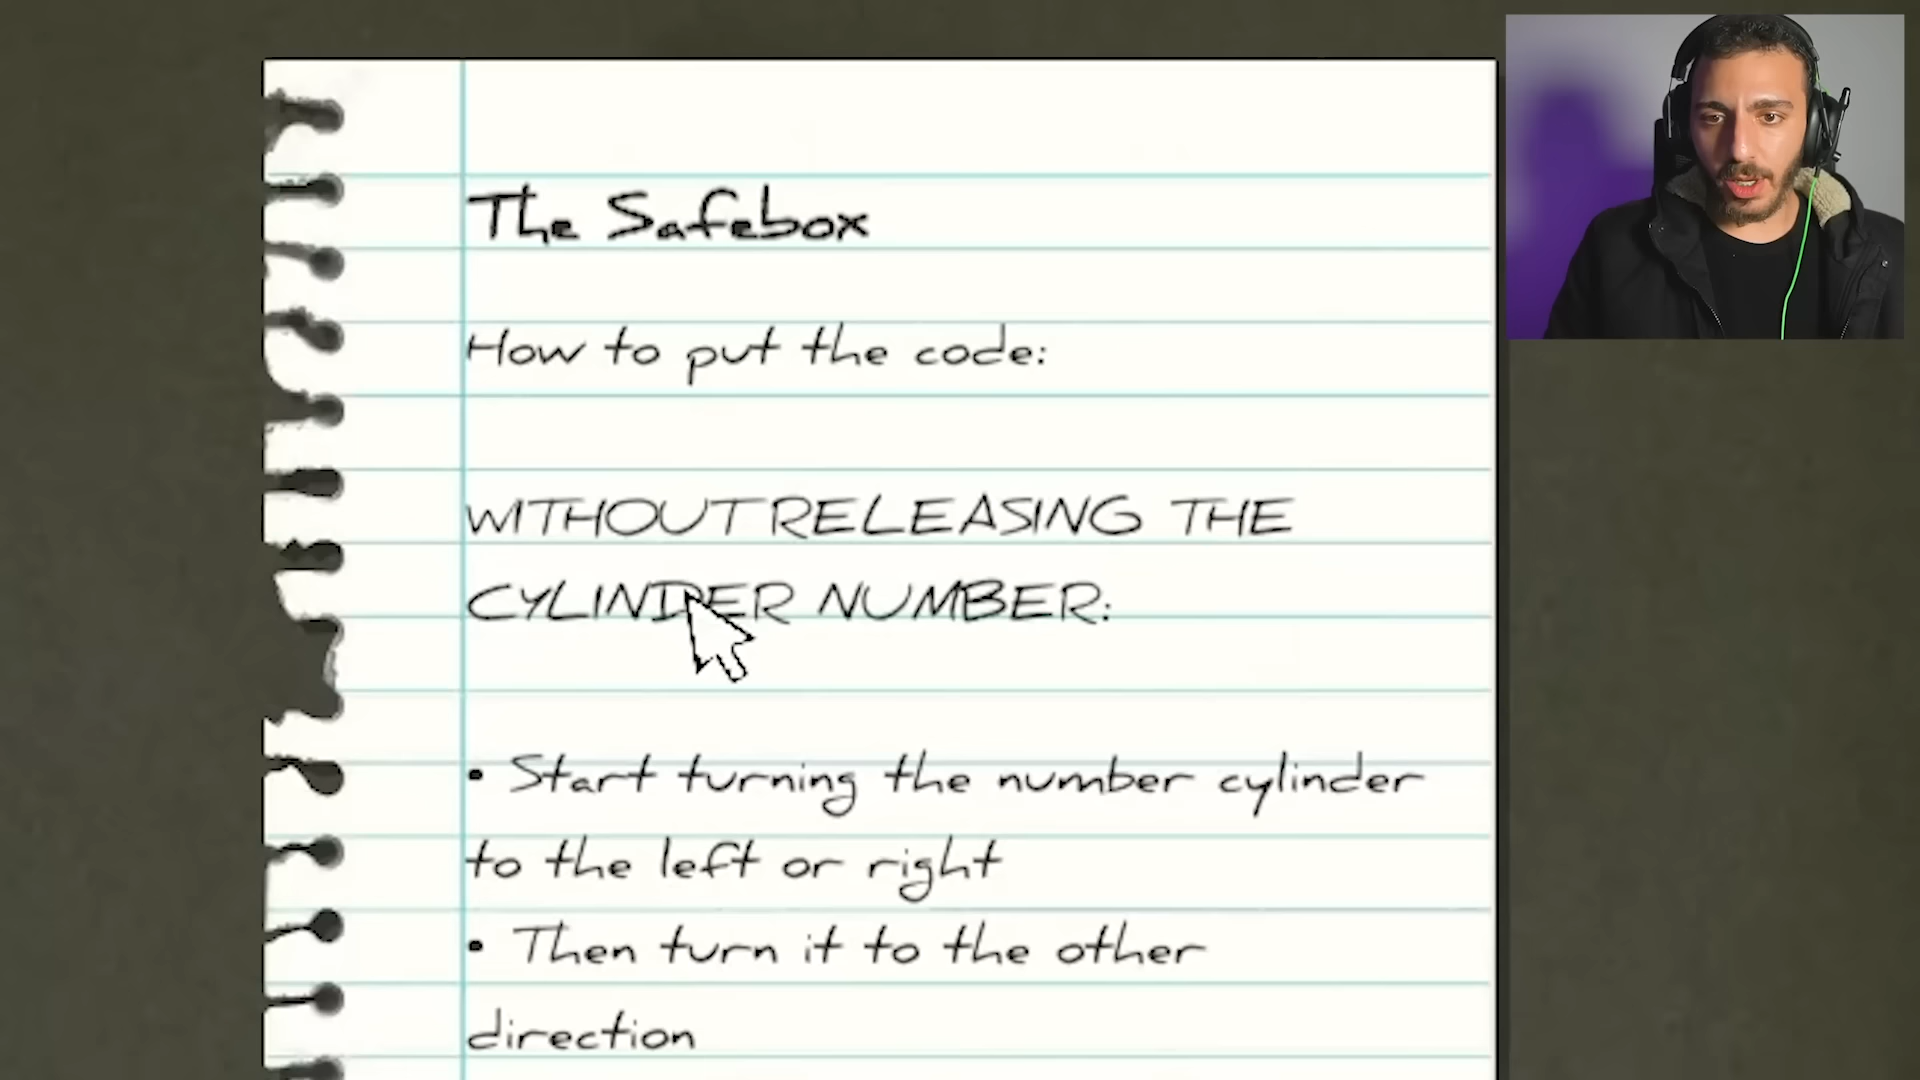 The Safebox
How to put the code:
WITHOUT RELEASING THE
CYLINDER NUMBER:
• Start turning the number cylinder
to the left or right
• Then turn it to the other
direction